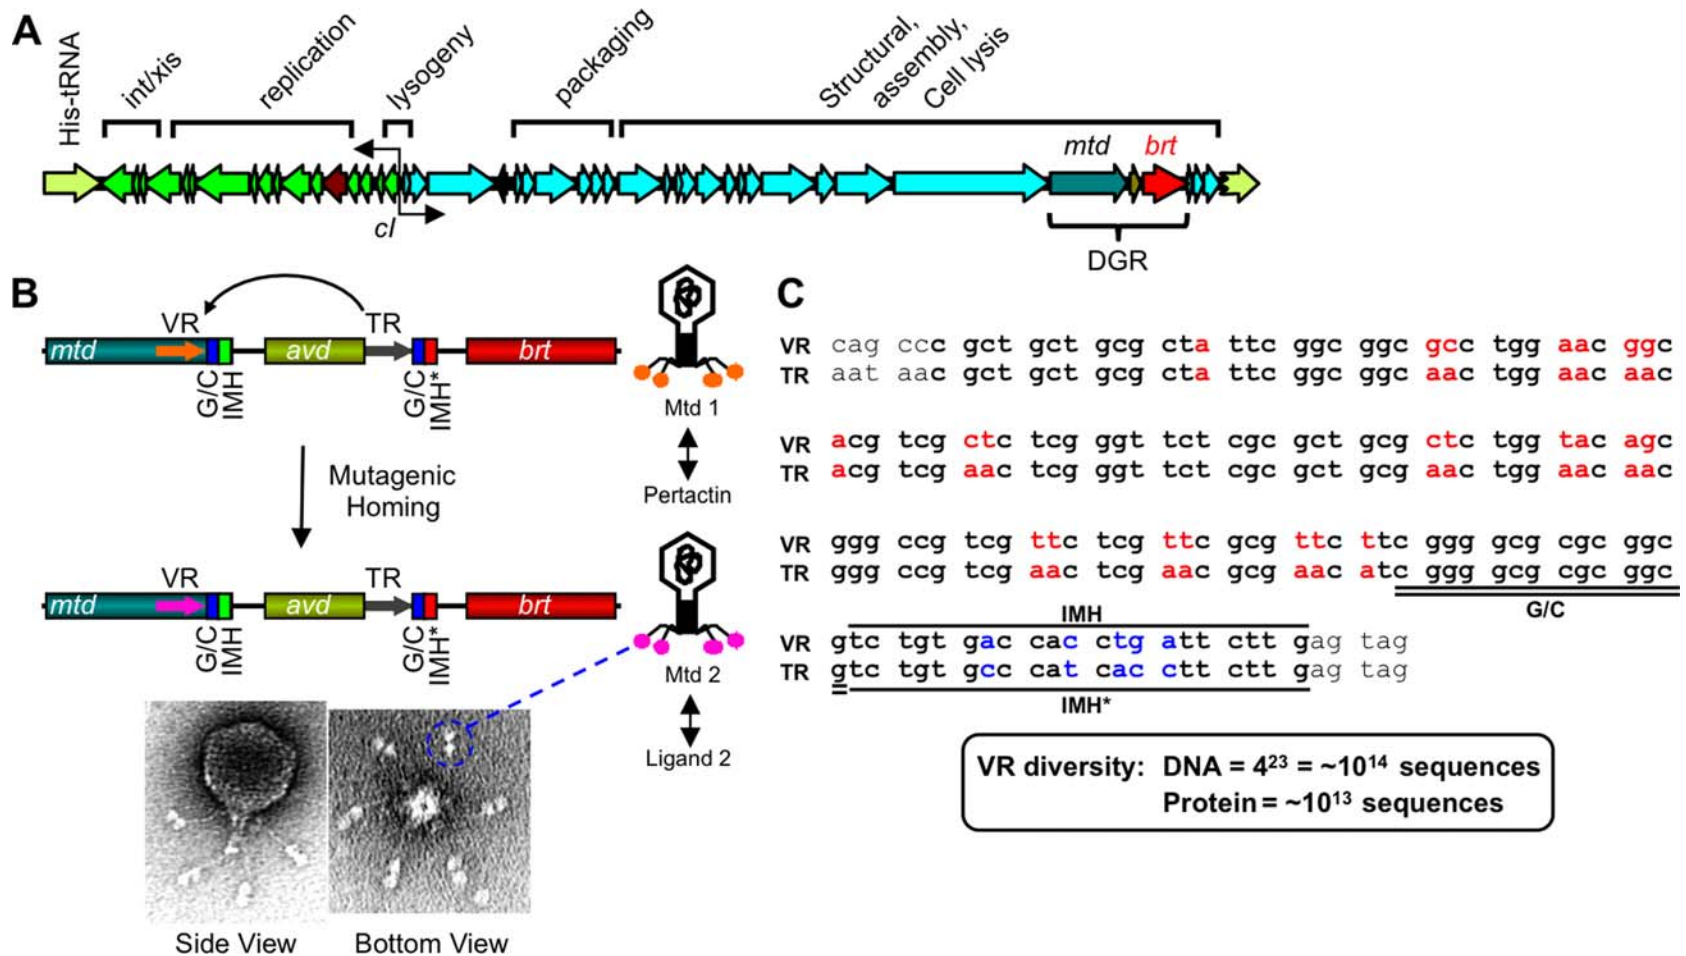 A
His-tRNA
int/xis
replication
lysogeny
packaging
Structural,
assembly,
Cell lysis
mtd
brt
cI
DGR
B
VR
TR
mtd
avd
brt
G/C
IMH
G/C
IMH*
Mtd 1
Pertactin
Mutagenic
Homing
VR
TR
mtd
avd
brt
G/C
IMH
G/C
IMH*
Mtd 2
Ligand 2
Side View
Bottom View
C
VR cag ccc gct gct gcg cta ttc ggc ggc gcc tgg aac ggc
TR aat aac gct gct gcg cta ttc ggc ggc aac tgg aac aac
VR acg tcg ctc tcg ggt tct cgc gct gcg ctc tgg tac agc
TR acg tcg aac tcg ggt tct cgc gct gcg aac tgg aac aac
VR ggg ccg tcg ttc tcg ttc gcg ttc ttc ggg gcg cgc ggc
TR ggg ccg tcg aac tcg aac gcg aac atc ggg gcg cgc ggc
G/C
IMH
VR gtc tgt gac cac ctg att ctt gag tag
TR gtc tgt gcc cat cac ctt ctt gag tag
IMH*
VR diversity: DNA = 4²³ = ~10¹⁴ sequences
Protein = ~10¹³ sequences